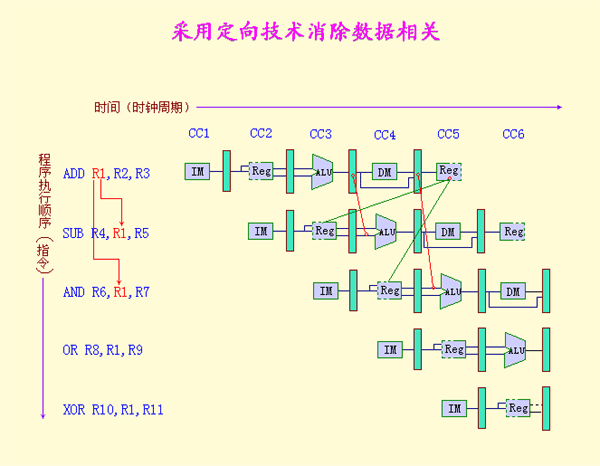 采用定向技术消除数据相关
时间（时钟周期）
CC1 CC2 CC3 CC4 CC5 CC6
程序执行顺序（指令）
ADD R1,R2,R3 IM Reg ALU DM Reg
SUB R4,R1,R5 IM Reg ALU DM Reg
AND R6,R1,R7 IM Reg ALU DM
OR R8,R1,R9 IM Reg ALU
XOR R10,R1,R11 IM Reg